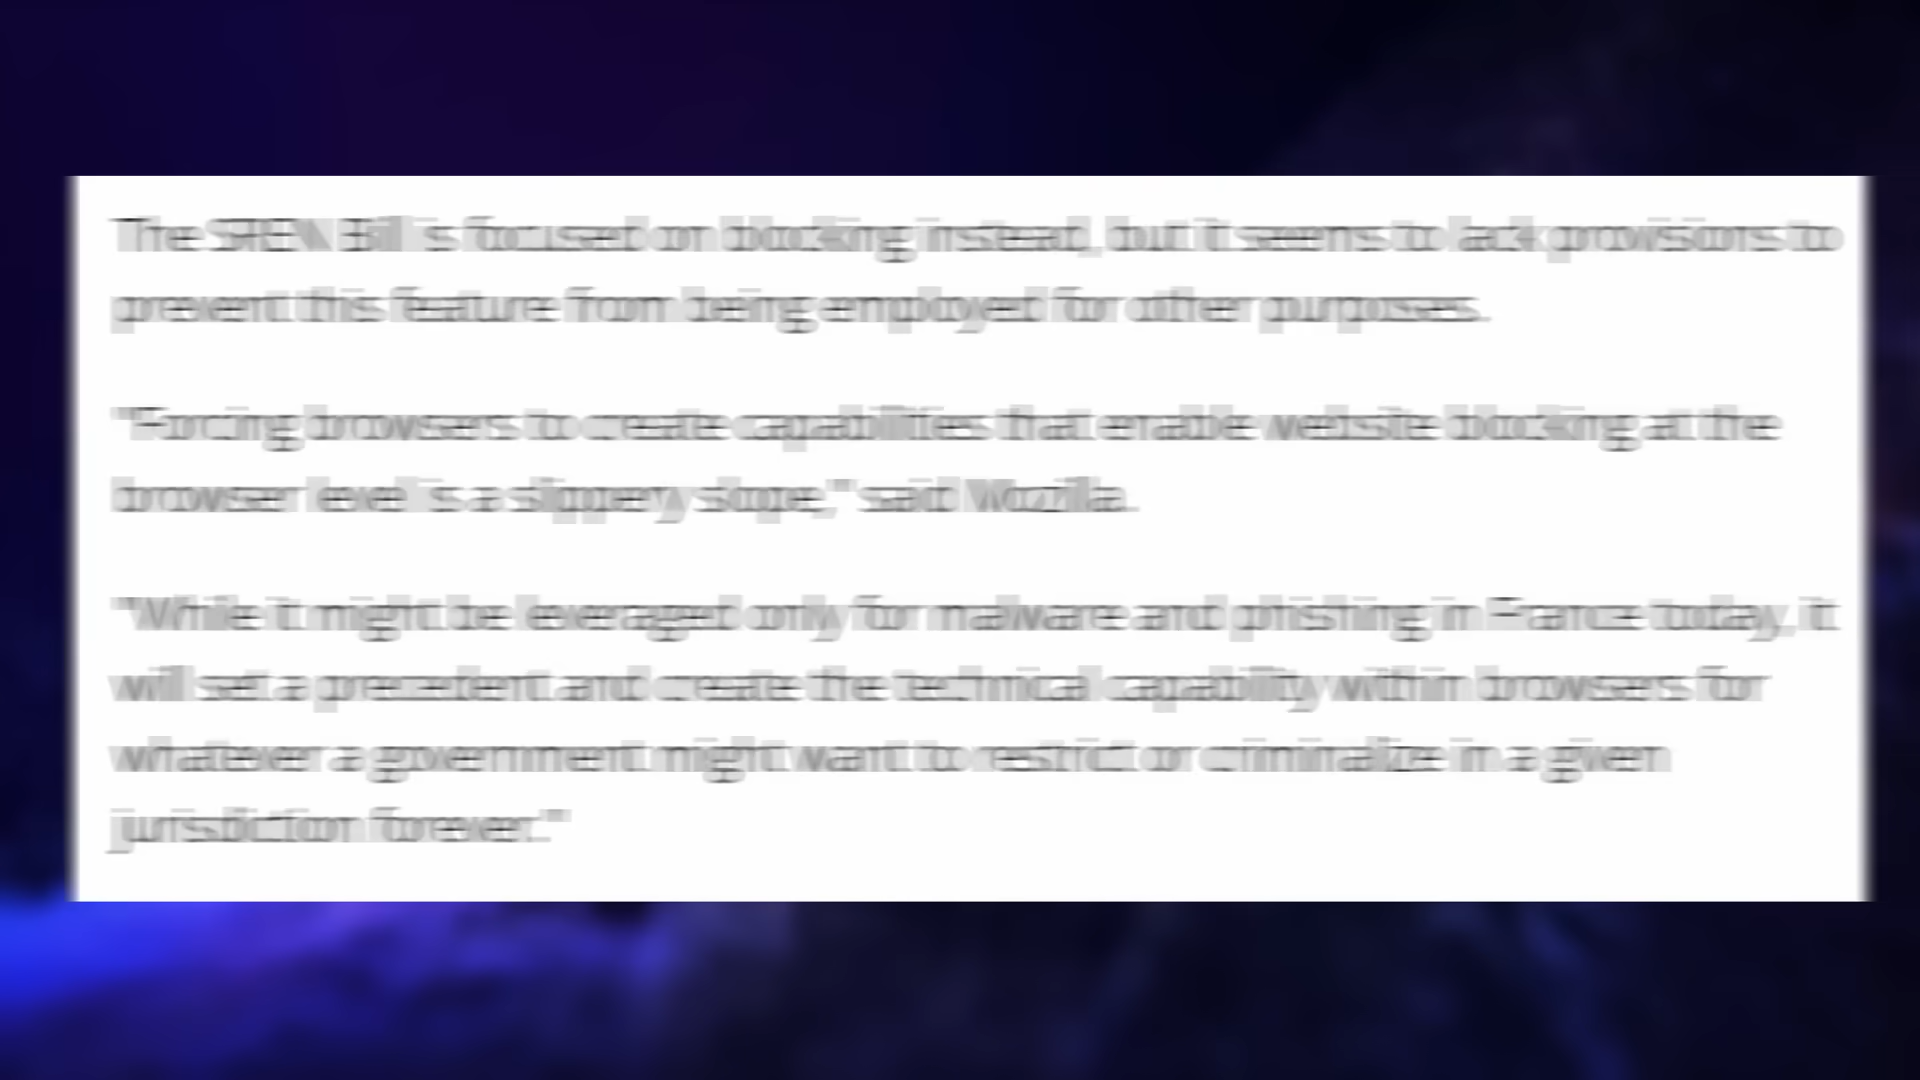 The SREN Bill is focused on blocking instead, but it seems to lack provisions to
prevent this feature from being employed for other purposes.
"Forcing browsers to create capabilities that enable website blocking at the
browser level is a slippery slope," said Mozilla.
"While it might be leveraged only for malware and phishing in France today, it
will set a precedent and create the technical capability within browsers for
whatever a government might want to restrict or criminalize in a given
jurisdiction forever."